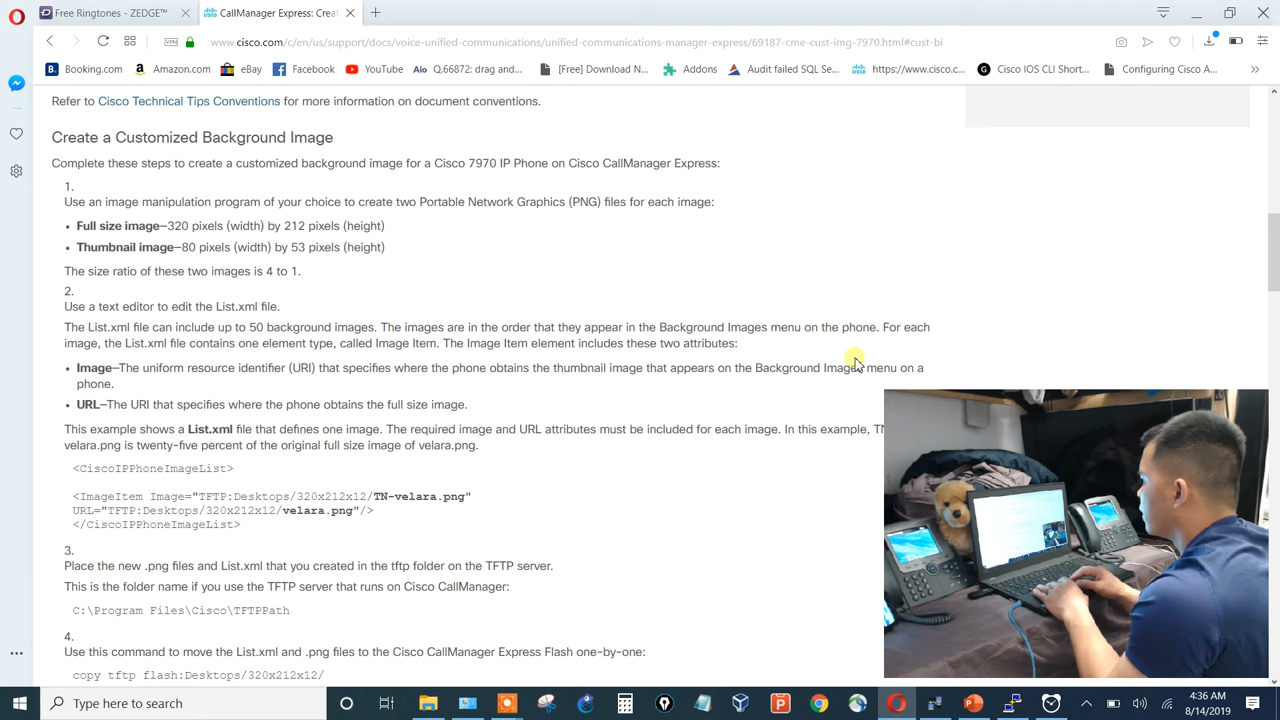 Free Ringtones - ZEDGE™
CallManager Express: Crea
www.cisco.com/c/en/us/support/docs/voice-unified-communications/unified-communications-manager-express/69187-cme-cust-img-7970.html#cust-bi
VPN
Booking.com
Amazon.com
eBay
Facebook
YouTube
Aio Q.66872: drag and...
[Free] Download N...
Addons
Audit failed SQL Se...
https://www.cisco.c...
Cisco IOS CLI Short...
Configuring Cisco A...
Refer to Cisco Technical Tips Conventions for more information on document conventions.
Create a Customized Background Image
Complete these steps to create a customized background image for a Cisco 7970 IP Phone on Cisco CallManager Express:
1.
Use an image manipulation program of your choice to create two Portable Network Graphics (PNG) files for each image:
• Full size image—320 pixels (width) by 212 pixels (height)
• Thumbnail image—80 pixels (width) by 53 pixels (height)
The size ratio of these two images is 4 to 1.
2.
Use a text editor to edit the List.xml file.
The List.xml file can include up to 50 background images. The images are in the order that they appear in the Background Images menu on the phone. For each
image, the List.xml file contains one element type, called Image Item. The Image Item element includes these two attributes:
• Image—The uniform resource identifier (URI) that specifies where the phone obtains the thumbnail image that appears on the Background Images menu on a
phone.
• URL—The URI that specifies where the phone obtains the full size image.
This example shows a List.xml file that defines one image. The required image and URL attributes must be included for each image. In this example, TN
velara.png is twenty-five percent of the original full size image of velara.png.
<CiscoIPPhoneImageList>
<ImageItem Image="TFTP:Desktops/320x212x12/TN-velara.png"
URL="TFTP:Desktops/320x212x12/velara.png"/>
</CiscoIPPhoneImageList>
3.
Place the new .png files and List.xml that you created in the tftp folder on the TFTP server.
This is the folder name if you use the TFTP server that runs on Cisco CallManager:
C:\Program Files\Cisco\TFTPPath
4.
Use this command to move the List.xml and .png files to the Cisco CallManager Express Flash one-by-one:
copy tftp flash:Desktops/320x212x12/
Type here to search
4:36 AM
8/14/2019